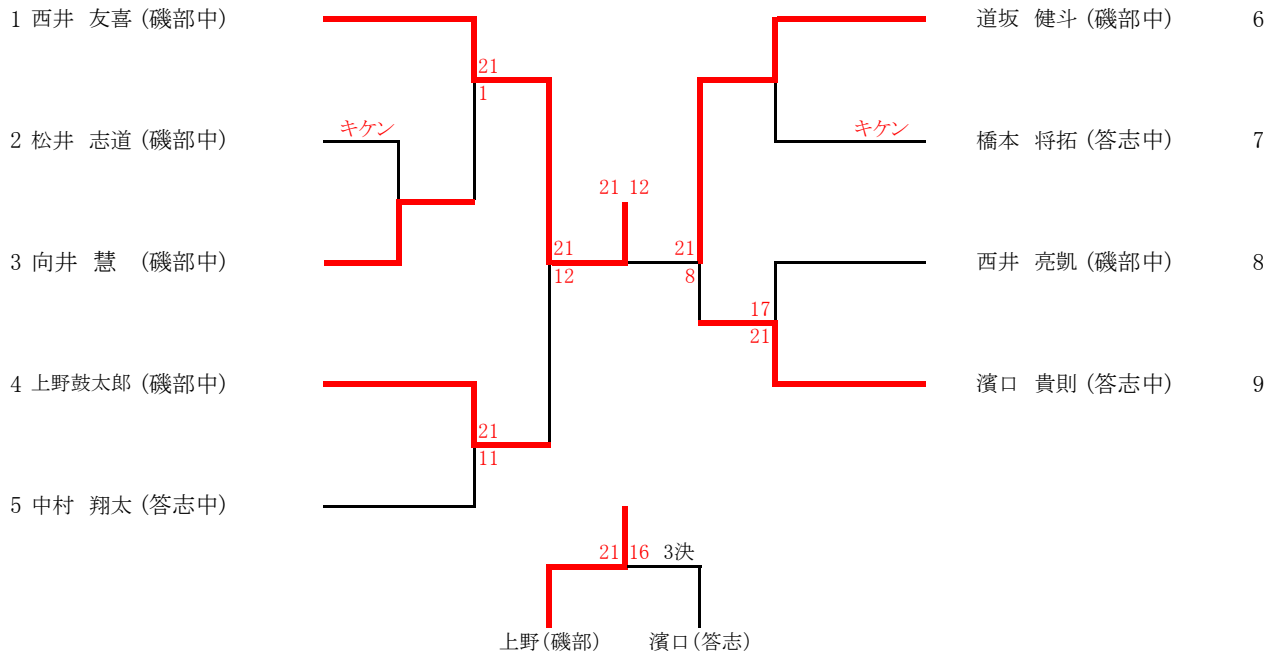 1 西井 友喜 (磯部中)
道坂 健斗 (磯部中) 6
21
1
キケン
2 松井 志道 (磯部中)
キケン
橋本 将拓 (答志中) 7
21 12
3 向井 慧 (磯部中)
21
12
21
8
西井 亮凱 (磯部中) 8
17
21
4 上野鼓太郎 (磯部中)
濱口 貴則 (答志中) 9
21
11
5 中村 翔太 (答志中)
21 16 3決
上野(磯部) 濱口(答志)